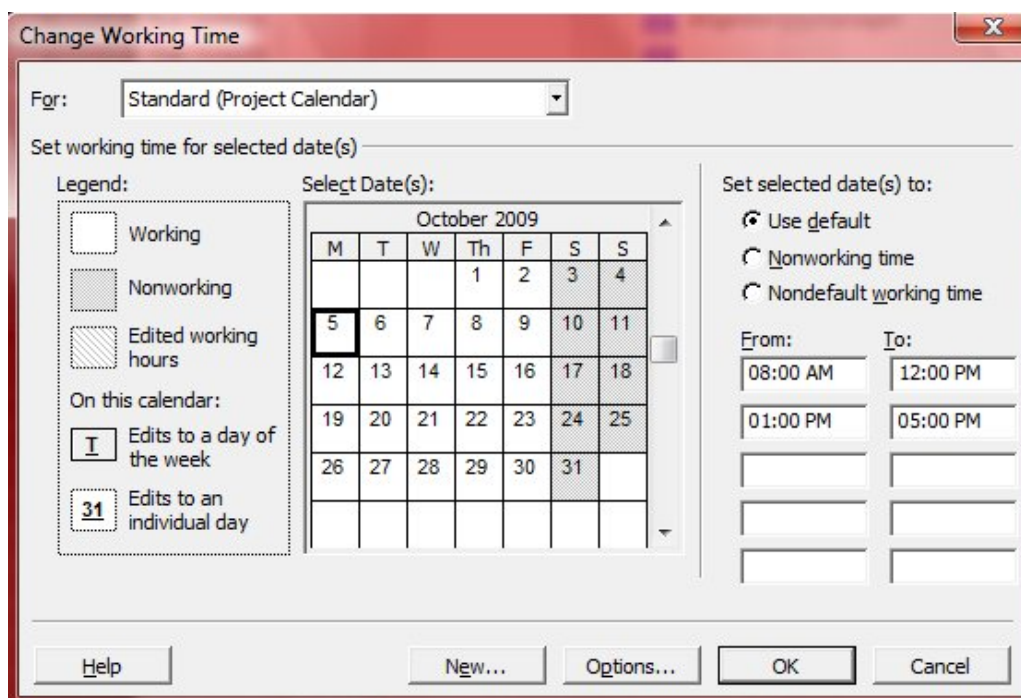 Change Working Time
For: Standard (Project Calendar)
Set working time for selected date(s)
Legend:
Working
Nonworking
Edited working
hours
On this calendar:
T Edits to a day of
the week
31 Edits to an
individual day
Select Date(s):
October 2009
M T W Th F S S
1 2 3 4
5 6 7 8 9 10 11
12 13 14 15 16 17 18
19 20 21 22 23 24 25
26 27 28 29 30 31
Set selected date(s) to:
Use default
Nonworking time
Nondefault working time
From: To:
08:00 AM 12:00 PM
01:00 PM 05:00 PM
Help New... Options... OK Cancel